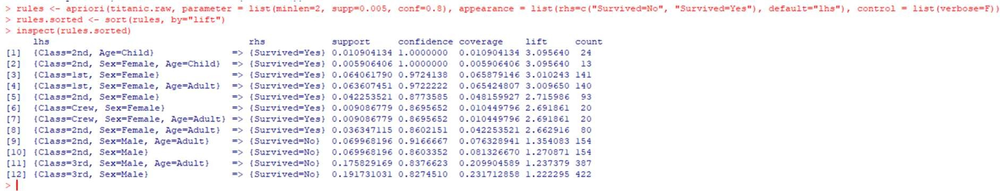 > rules <- apriori(titanic.raw, parameter = list(minlen=2, supp=0.005, conf=0.8), appearance = list(rhs=c("Survived=No", "Survived=Yes"), default="lhs"), control = list(verbose=F))
> rules.sorted <- sort(rules, by="lift")
> inspect(rules.sorted)
lhs rhs support confidence coverage lift count
[1] {Class=2nd, Age=Child} => {Survived=Yes} 0.010904134 1.0000000 0.010904134 3.095640 24
[2] {Class=2nd, Sex=Female, Age=Child} => {Survived=Yes} 0.005906406 1.0000000 0.005906406 3.095640 13
[3] {Class=1st, Sex=Female} => {Survived=Yes} 0.064061790 0.9724138 0.065879146 3.010243 141
[4] {Class=1st, Sex=Female, Age=Adult} => {Survived=Yes} 0.063607451 0.9722222 0.065424807 3.009650 140
[5] {Class=2nd, Sex=Female} => {Survived=Yes} 0.042253521 0.8773585 0.048159927 2.715986 93
[6] {Class=Crew, Sex=Female} => {Survived=Yes} 0.009086779 0.8695652 0.010449796 2.691861 20
[7] {Class=Crew, Sex=Female, Age=Adult} => {Survived=Yes} 0.009086779 0.8695652 0.010449796 2.691861 20
[8] {Class=2nd, Sex=Female, Age=Adult} => {Survived=Yes} 0.036347115 0.8602151 0.042253521 2.662916 80
[9] {Class=2nd, Sex=Male, Age=Adult} => {Survived=No} 0.069968196 0.9166667 0.076328941 1.354083 154
[10] {Class=2nd, Sex=Male} => {Survived=No} 0.069968196 0.8603352 0.081326670 1.270871 154
[11] {Class=3rd, Sex=Male, Age=Adult} => {Survived=No} 0.175829169 0.8376623 0.209904589 1.237379 387
[12] {Class=3rd, Sex=Male} => {Survived=No} 0.191731031 0.8274510 0.231712858 1.222295 422
>